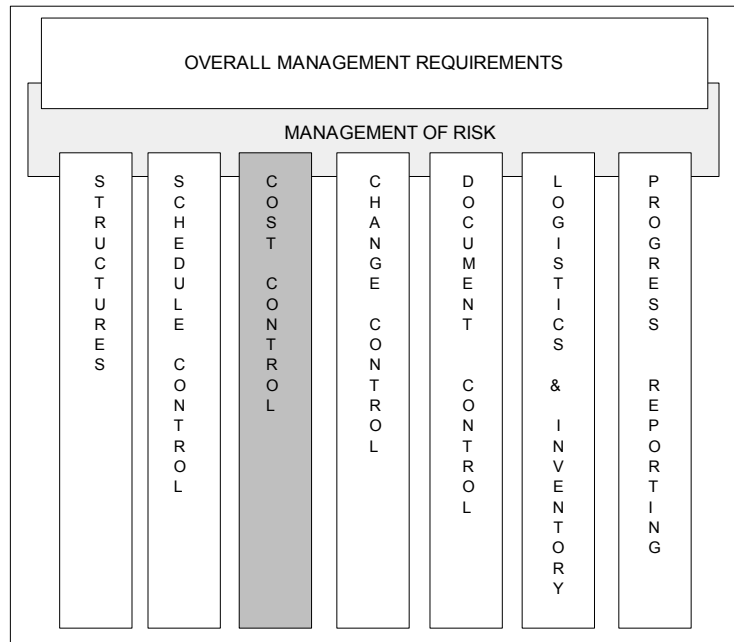 OVERALL MANAGEMENT REQUIREMENTS
MANAGEMENT OF RISK
STRUCTURES
SCHEDULE CONTROL
COST CONTROL
CHANGE CONTROL
DOCUMENT CONTROL
LOGISTICS & INVENTORY
PROGRESS REPORTING